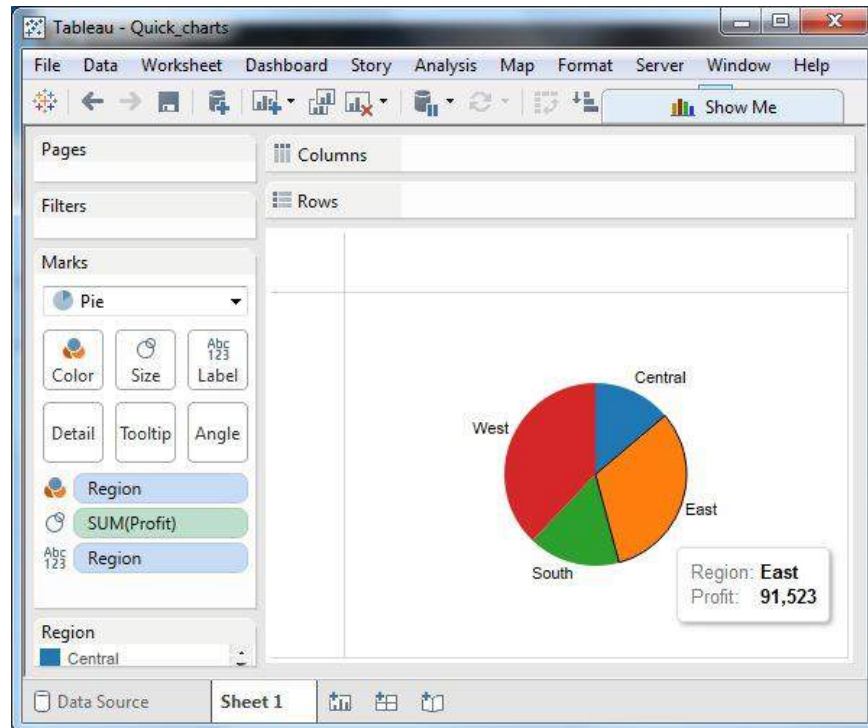 Tableau - Quick_charts
File Data Worksheet Dashboard Story Analysis Map Format Server Window Help
Show Me
Pages
Columns
Filters
Rows
Marks
Pie
Abc
123
Color Size Label
Detail Tooltip Angle
Region
SUM(Profit)
Abc
123
Region
Region
Central
Central
West
East
South
Region: East
Profit: 91,523
Data Source
Sheet 1